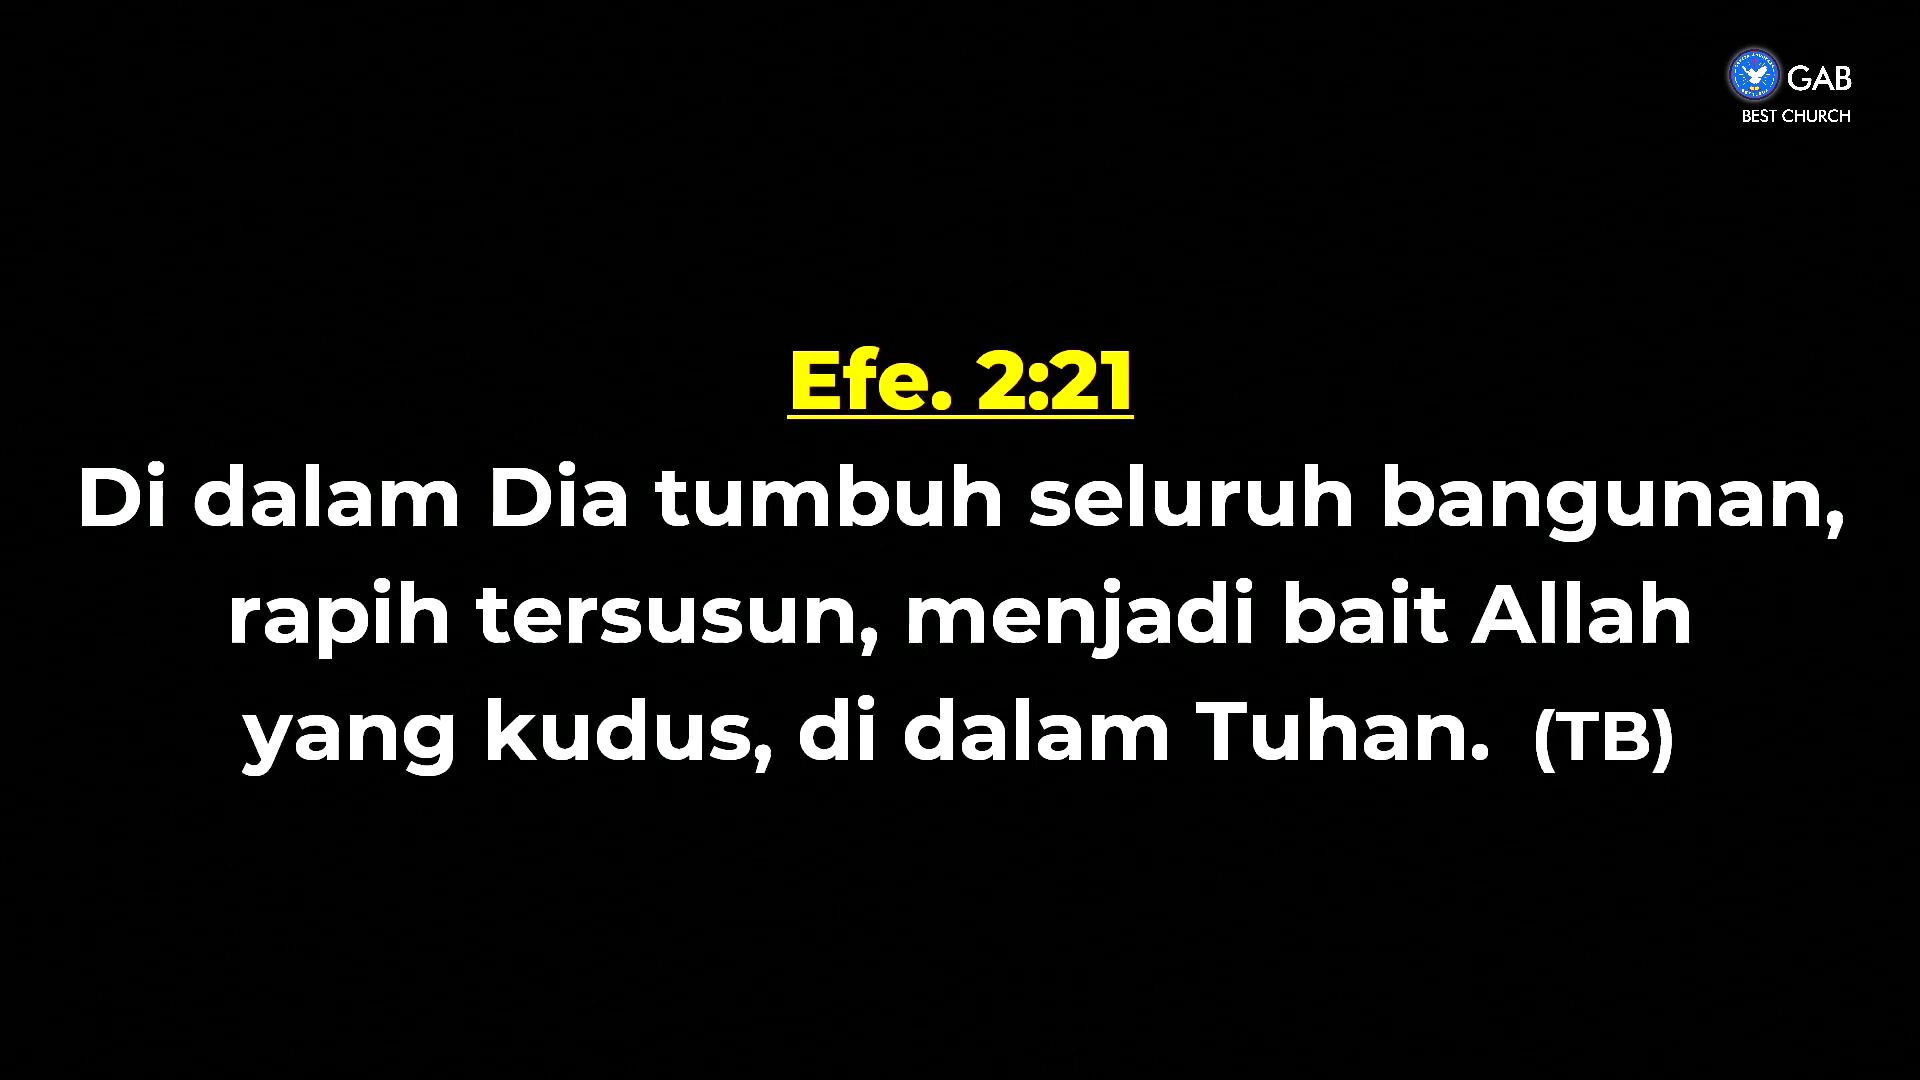 GAB
BEST CHURCH
Efe. 2:21
Di dalam Dia tumbuh seluruh bangunan,
rapih tersusun, menjadi bait Allah
yang kudus, di dalam Tuhan. (TB)